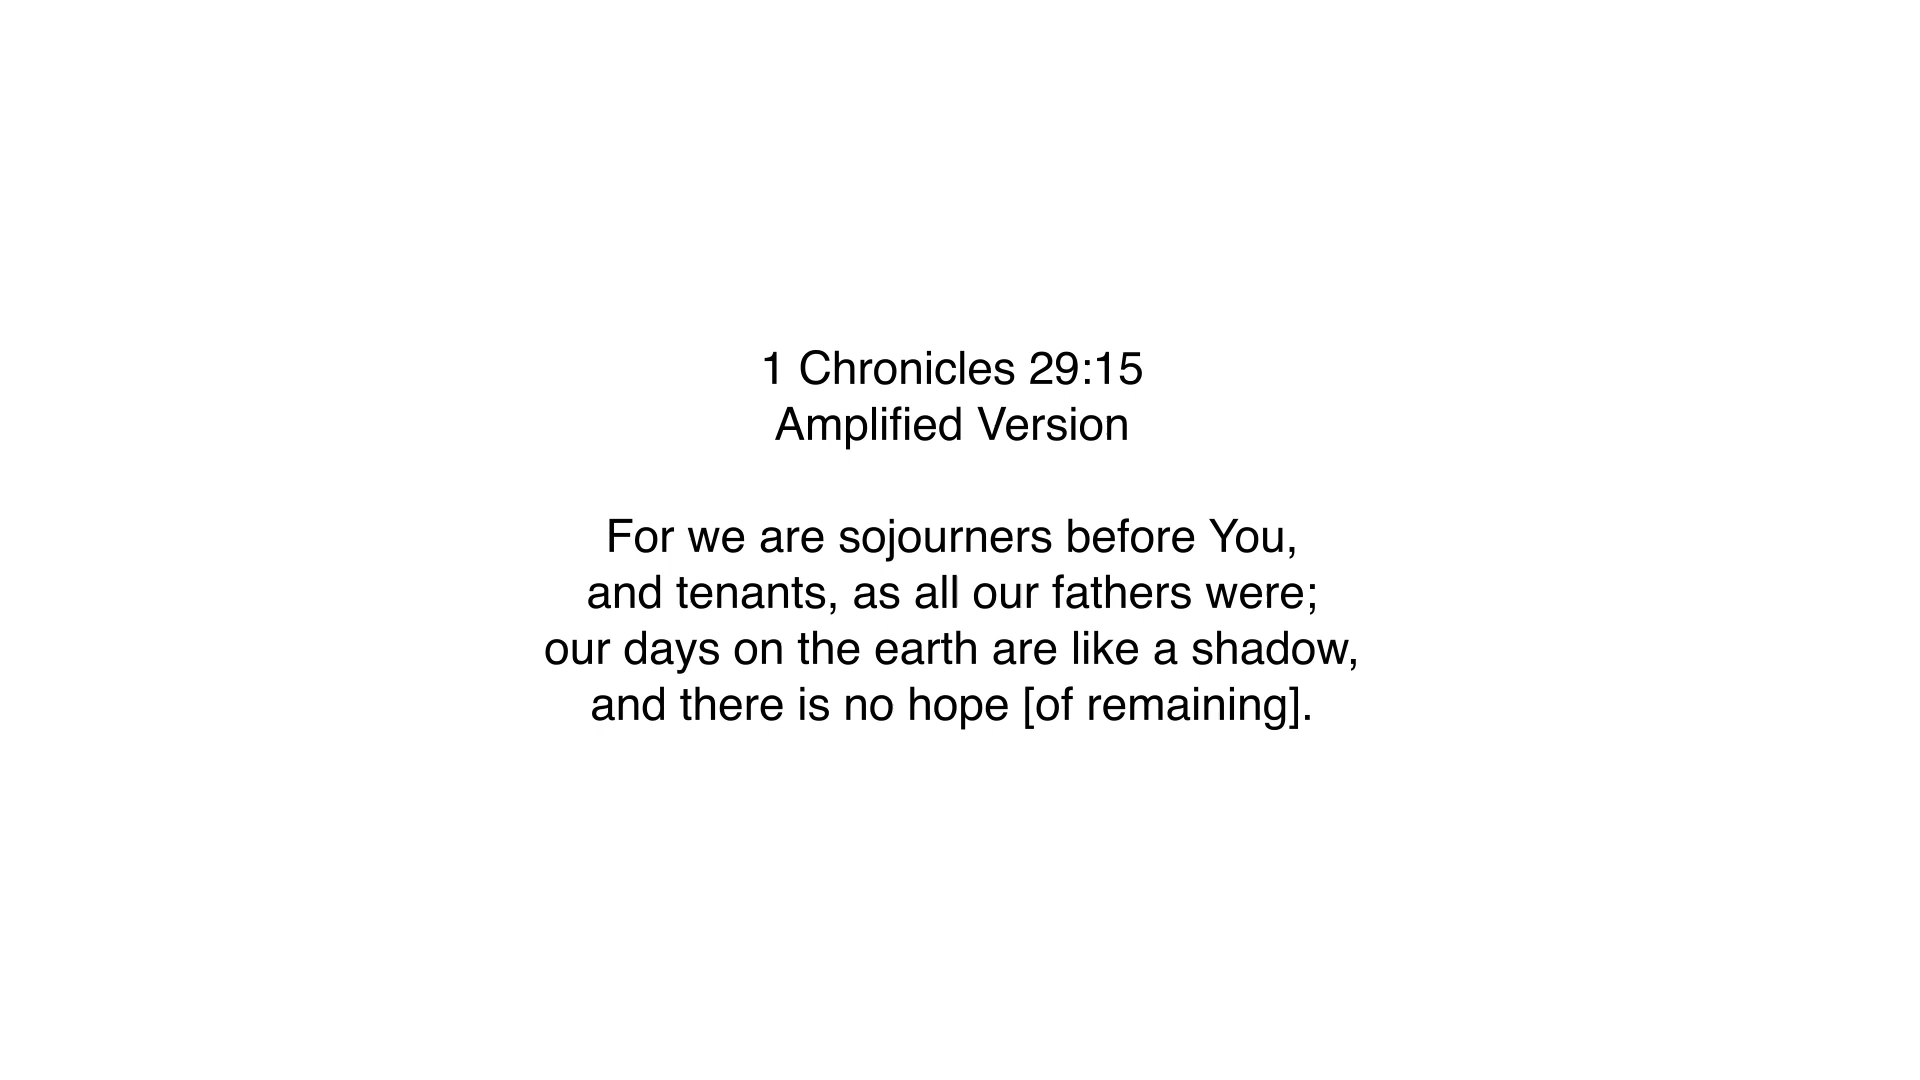 1 Chronicles 29:15
Amplified Version
For we are sojourners before You,
and tenants, as all our fathers were;
our days on the earth are like a shadow,
and there is no hope [of remaining].